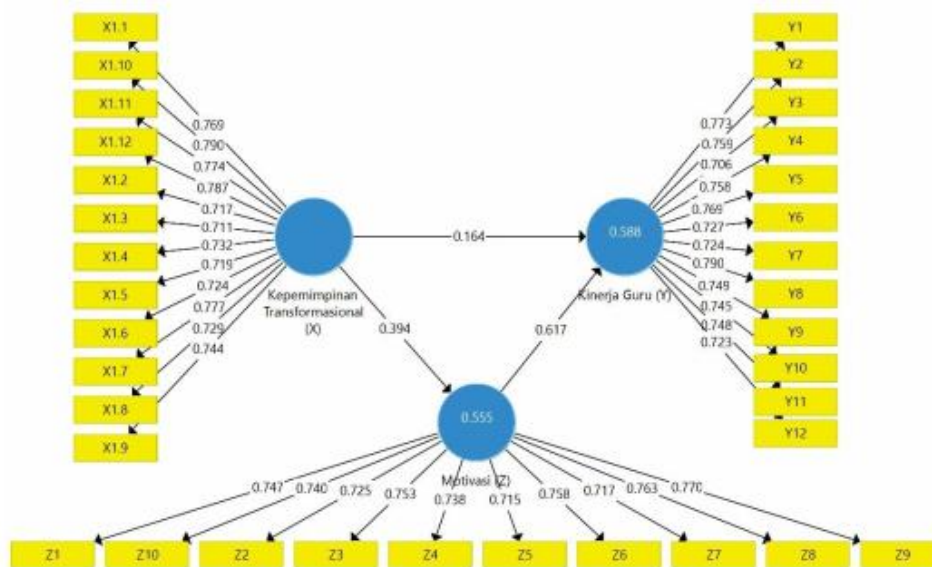 X1.1
X1.10
X1.11
X1.12
X1.2
X1.3
X1.4
X1.5
X1.6
X1.7
X1.8
X1.9
0.769
0.790
0.774
0.787
0.717
0.711
0.732
0.719
0.724
0.777
0.729
0.744
Kepemimpinan
Transformasional
(X)
0.164
0.394
0.617
0.588
Kinerja Guru (Y)
0.773
0.759
0.706
0.758
0.769
0.727
0.724
0.790
0.749
0.745
0.748
0.723
Y1
Y2
Y3
Y4
Y5
Y6
Y7
Y8
Y9
Y10
Y11
Y12
0.555
Motivasi (Z)
0.747
0.740
0.725
0.753
0.738
0.715
0.758
0.717
0.763
0.770
Z1
Z10
Z2
Z3
Z4
Z5
Z6
Z7
Z8
Z9